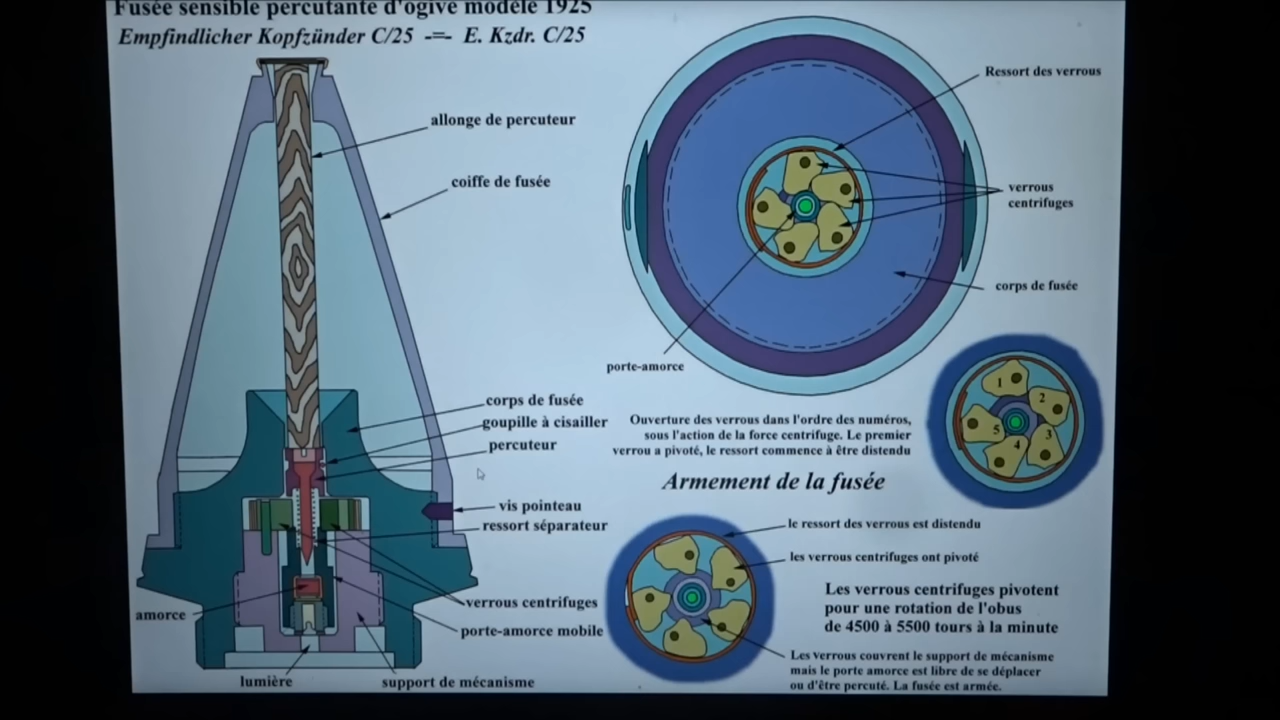 Fusée sensible percutante d'ogive modèle 1925
Empfindlicher Kopfzünder C/25 -=- E. Kzdr. C/25
allonge de percuteur
coiffe de fusée
corps de fusée
goupille à cisailler
percuteur
vis pointeau
ressort séparateur
verrous centrifuges
amorce
porte-amorce mobile
lumière
support de mécanisme
Ressort des verrous
verrous
centrifuges
corps de fusée
porte-amorce
Ouverture des verrous dans l'ordre des numéros,
sous l'action de la force centrifuge. Le premier
verrou a pivoté, le ressort commence à être distendu
1
2
3
4
5
Armement de la fusée
le ressort des verrous est distendu
les verrous centrifuges ont pivoté
Les verrous centrifuges pivotent
pour une rotation de l'obus
de 4500 à 5500 tours à la minute
Les verrous couvrent le support de mécanisme
mais le porte amorce est libre de se déplacer
ou d'être percuté. La fusée est armée.